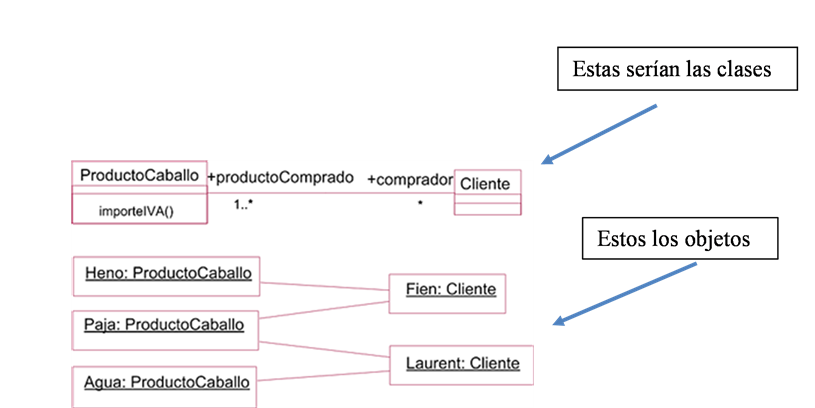 Estas serían las clases
ProductoCaballo
+productoComprado
+comprador
Cliente
importeIVA()
1..*
*
Estos los objetos
Heno: ProductoCaballo
Fien: Cliente
Paja: ProductoCaballo
Laurent: Cliente
Agua: ProductoCaballo